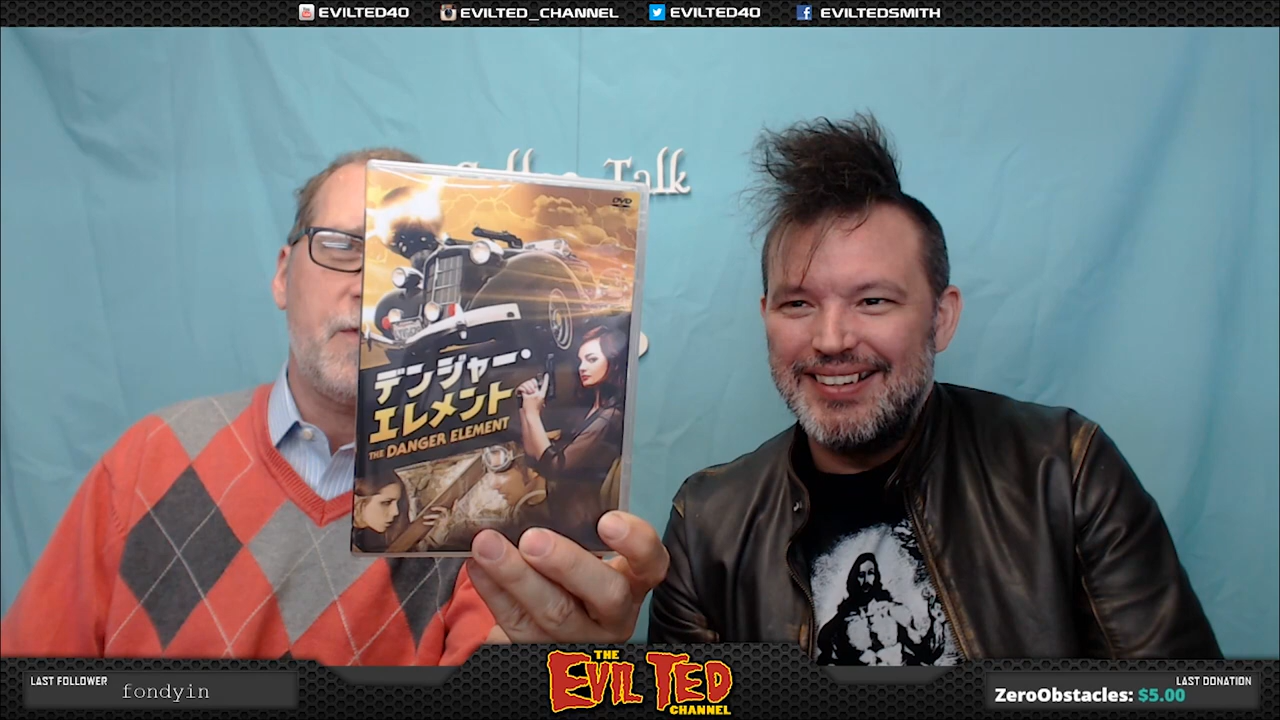 EVILTED40 EVILTED_CHANNEL EVILTED40 EVILTEDSMITH
Talk
DVD
デンジャー・
エレメント
THE DANGER ELEMENT
LAST FOLLOWER
fondyin
THE
EVIL TED
CHANNEL
LAST DONATION
ZeroObstacles: $5.00